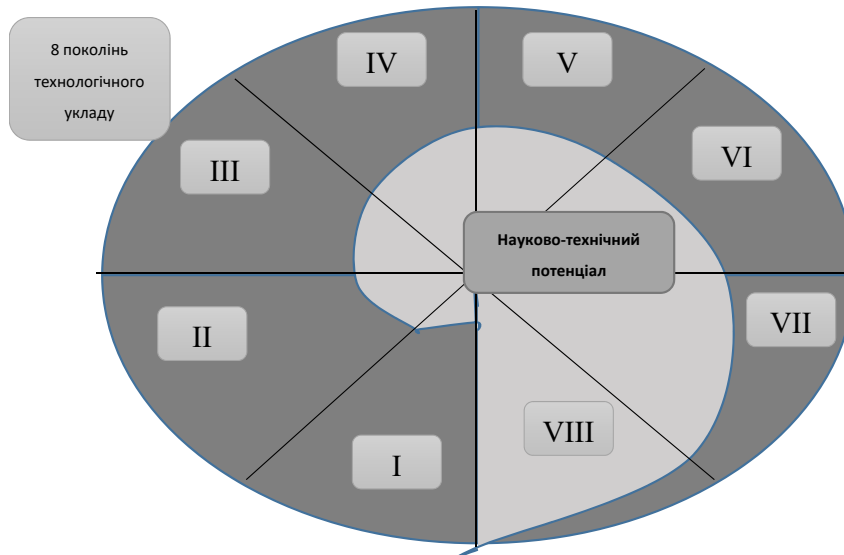 8 поколінь
технологічного
укладу
IV
V
III
VI
Науково-технічний
потенціал
II
VII
VIII
I